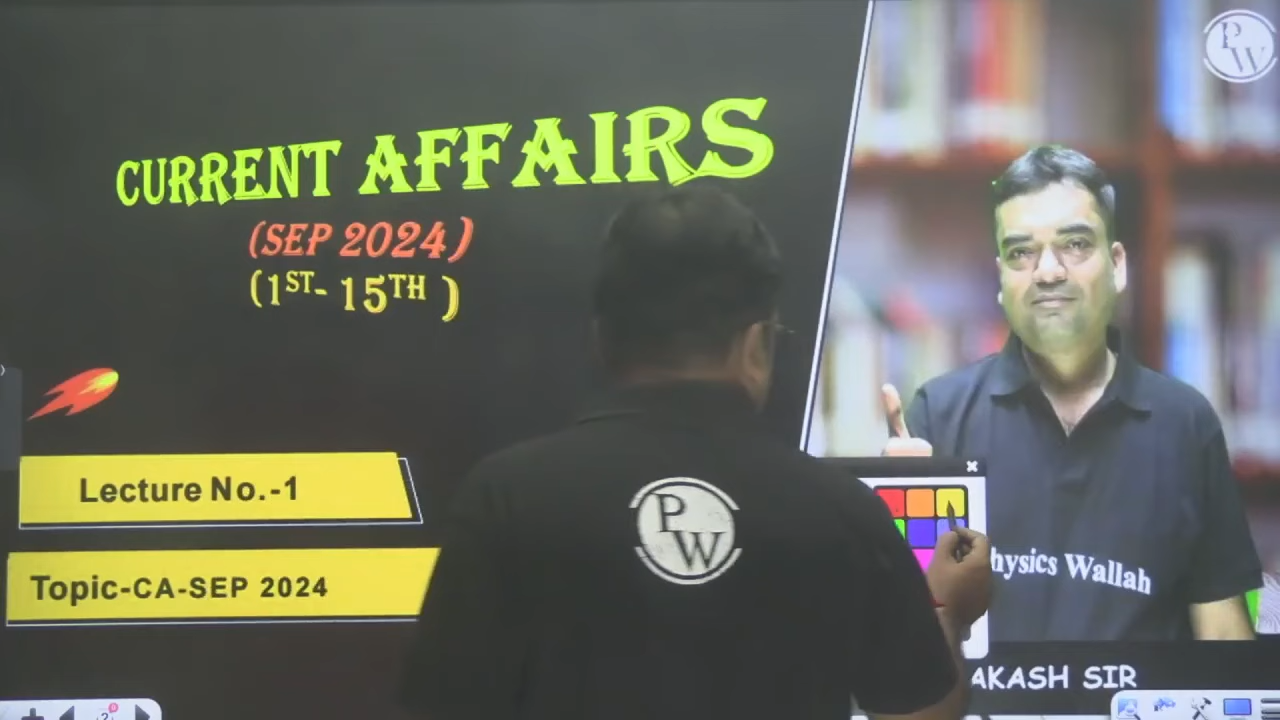 PW
CURRENT AFFAIRS
(SEP 2024)
(1ST- 15TH )
Lecture No.-1
Topic-CA-SEP 2024
PW
hysics Wallah
AKASH SIR